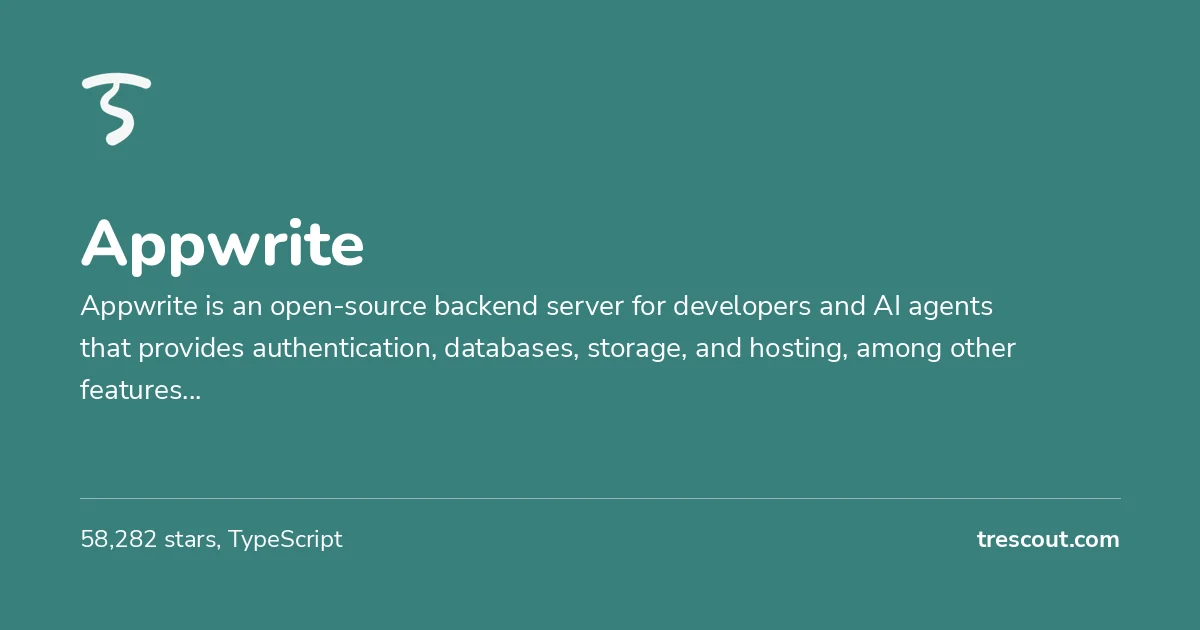 Appwrite
Appwrite is an open-source backend server for developers and AI agents
that provides authentication, databases, storage, and hosting, among other
features...
58,282 stars, TypeScript
trescout.com